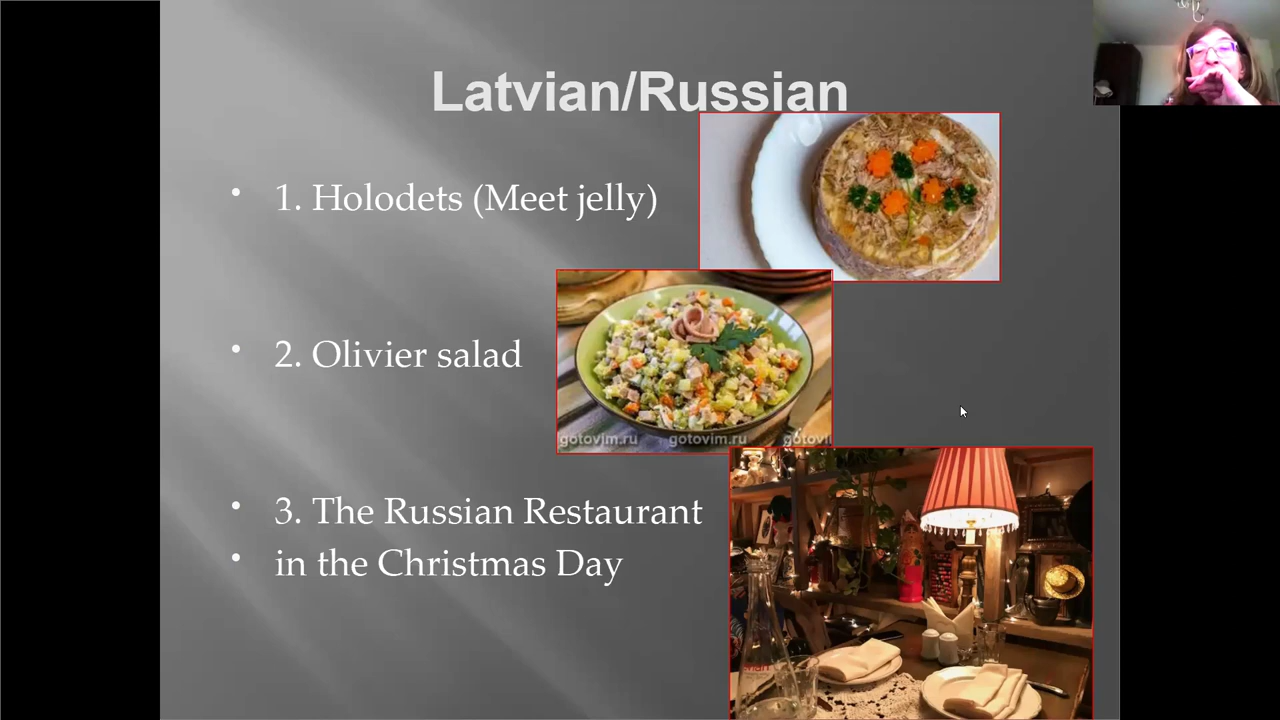 Latvian/Russian
• 1. Holodets (Meet jelly)
• 2. Olivier salad
gotovim.ru gotovim.ru
• 3. The Russian Restaurant
• in the Christmas Day